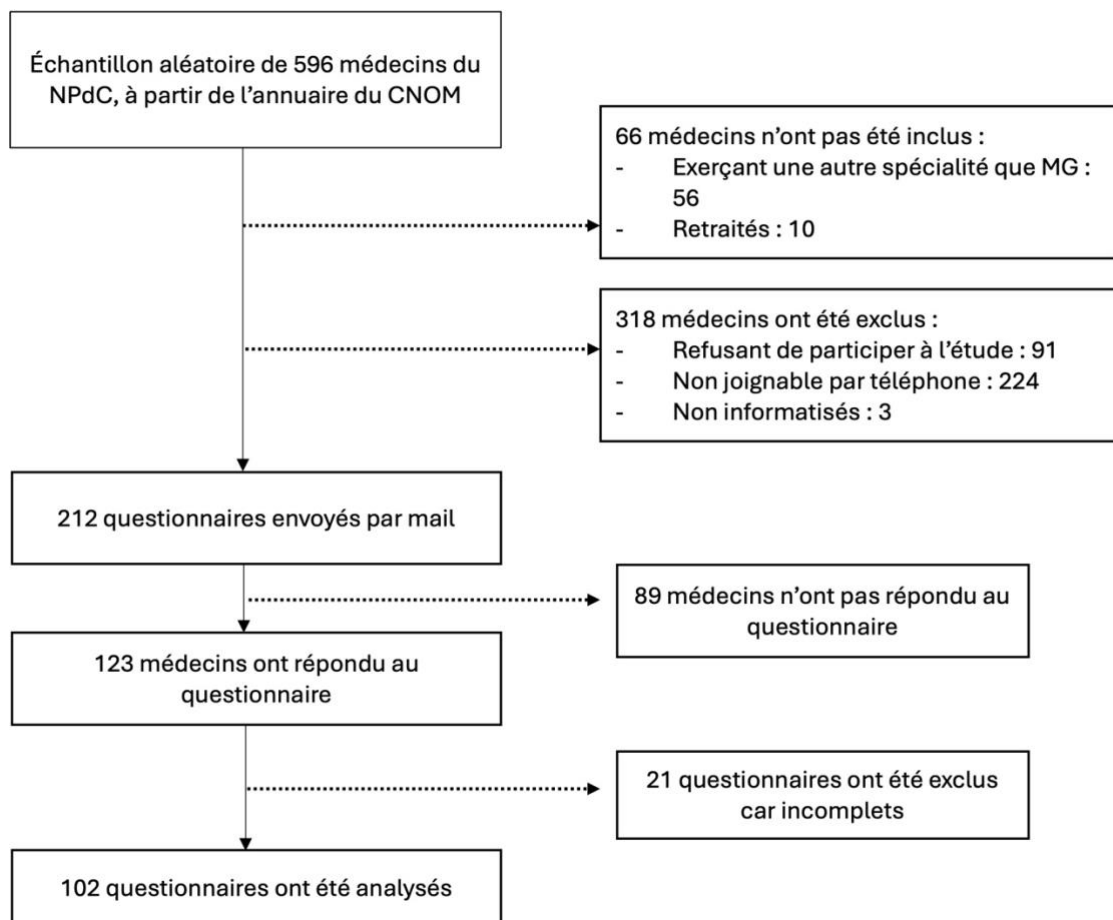 Échantillon aléatoire de 596 médecins du
NPdC, à partir de l’annuaire du CNOM
66 médecins n’ont pas été inclus :
- Exerçant une autre spécialité que MG :
56
- Retraités : 10
318 médecins ont été exclus :
- Refusant de participer à l’étude : 91
- Non joignable par téléphone : 224
- Non informatisés : 3
212 questionnaires envoyés par mail
89 médecins n’ont pas répondu au
questionnaire
123 médecins ont répondu au
questionnaire
21 questionnaires ont été exclus
car incomplets
102 questionnaires ont été analysés